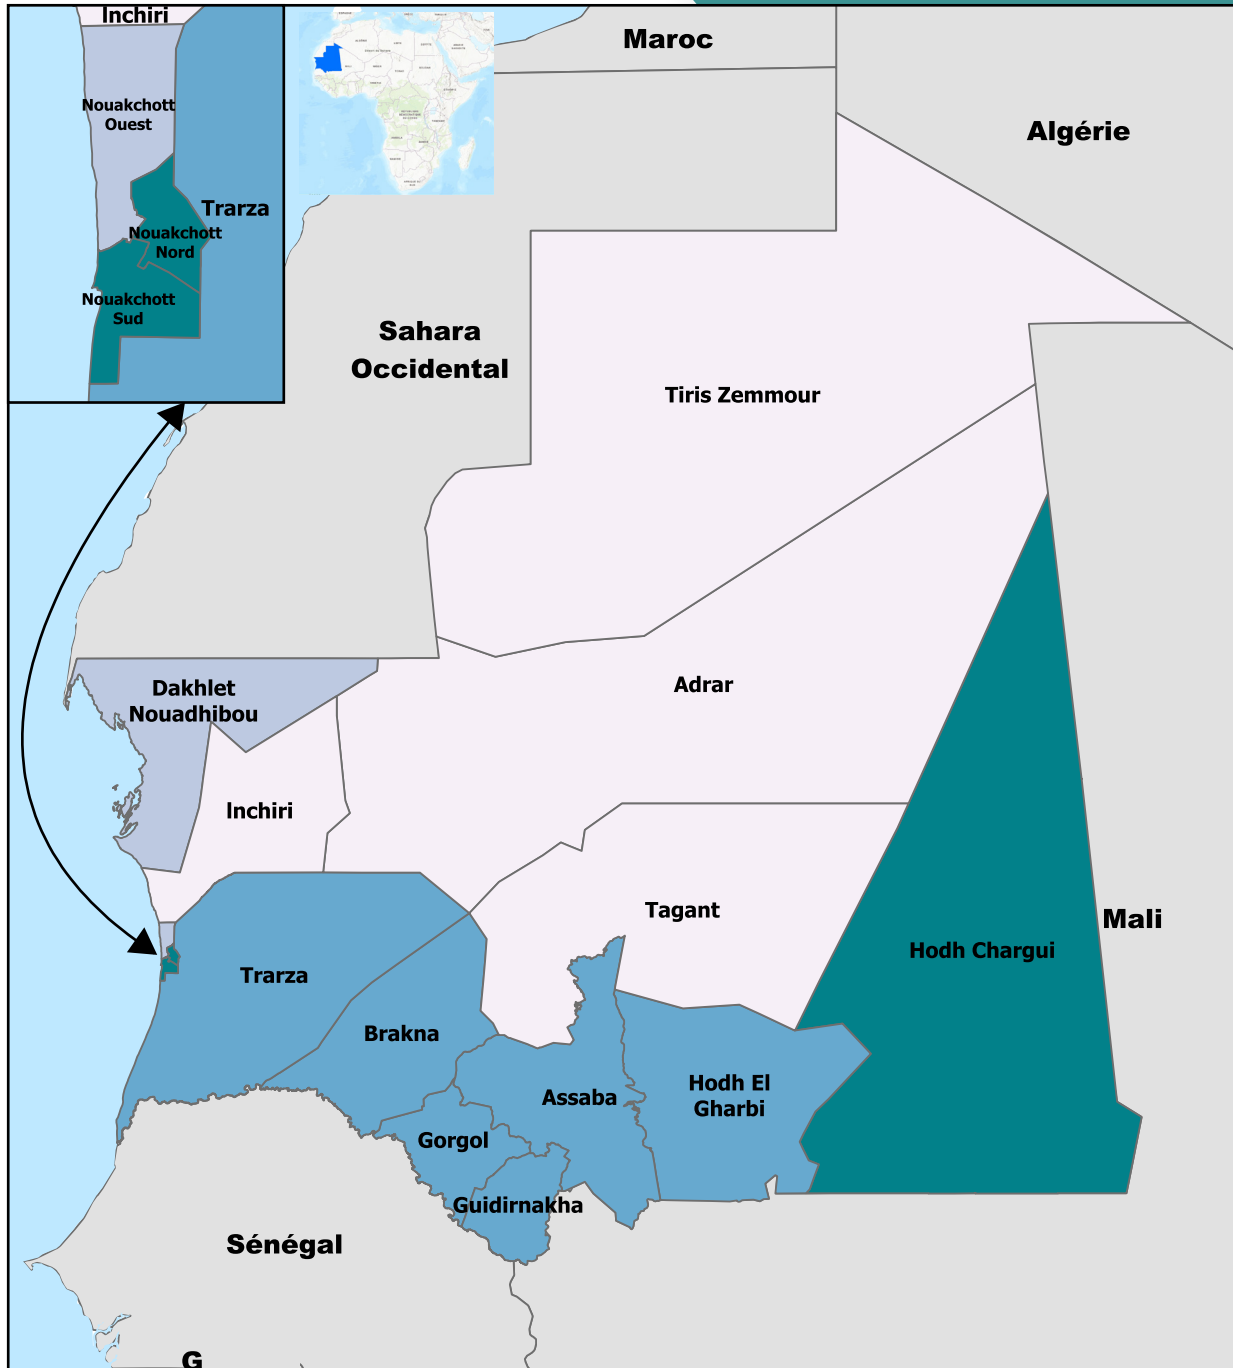 Inchiri
Maroc
Nouakchott
Ouest
Algérie
Trarza
Nouakchott
Nord
Nouakchott
Sud
Sahara
Occidental
Tiris Zemmour
Adrar
Dakhlet
Nouadhibou
Inchiri
Tagant
Mali
Hodh Chargui
Trarza
Brakna
Hodh El
Gharbi
Assaba
Gorgol
Guidirnakha
Sénégal
G